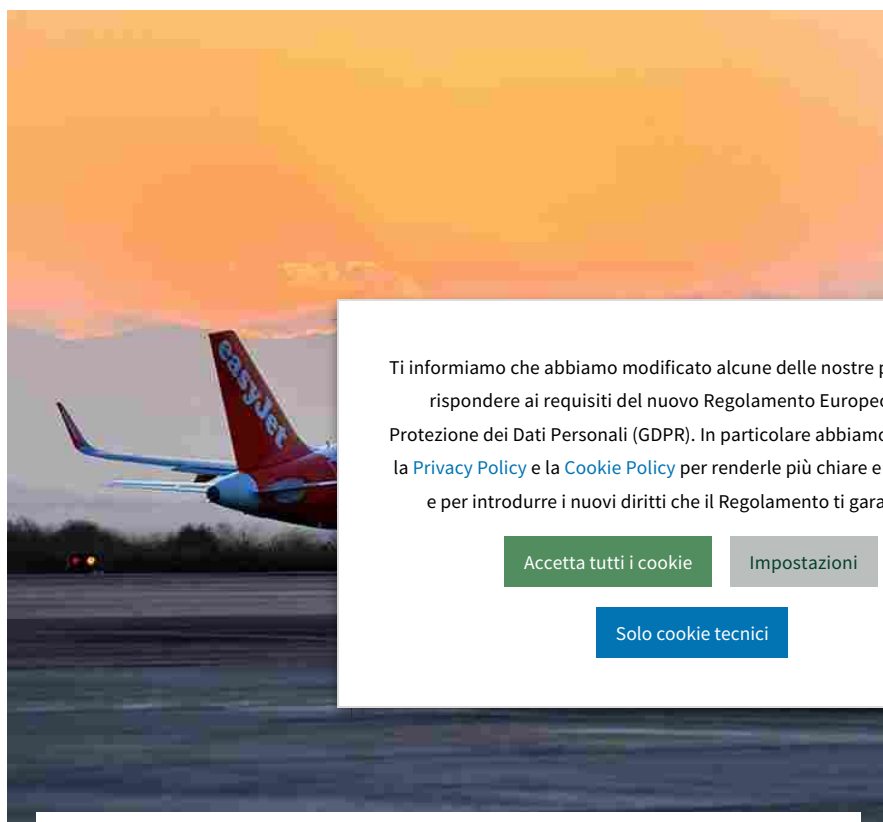 easyJet
Ti informiamo che abbiamo modificato alcune delle nostre
rispondere ai requisiti del nuovo Regolamento Europeo
Protezione dei Dati Personali (GDPR). In particolare abbiamo
la Privacy Policy e la Cookie Policy per renderle più chiare e
e per introdurre i nuovi diritti che il Regolamento ti
Accetta tutti i cookie
Impostazioni
Solo cookie tecnici